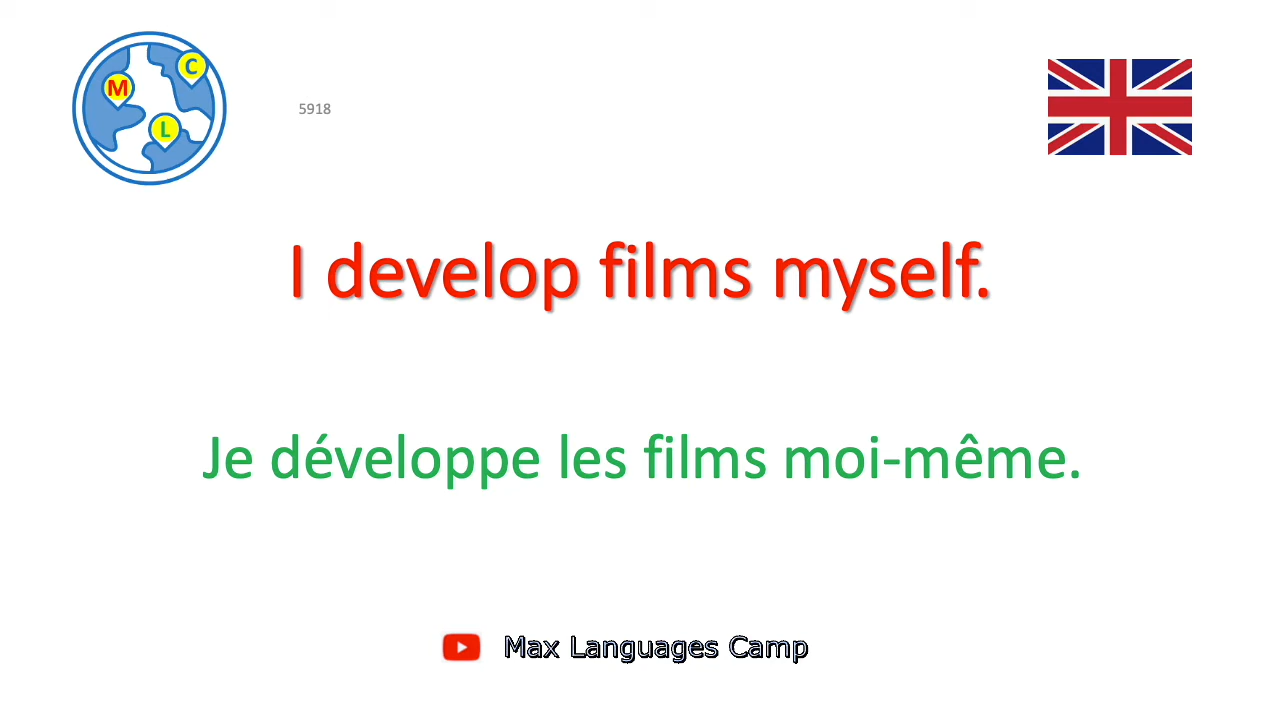 M
C
L
5918
I develop films myself.
Je développe les films moi-même.
Max Languages Camp